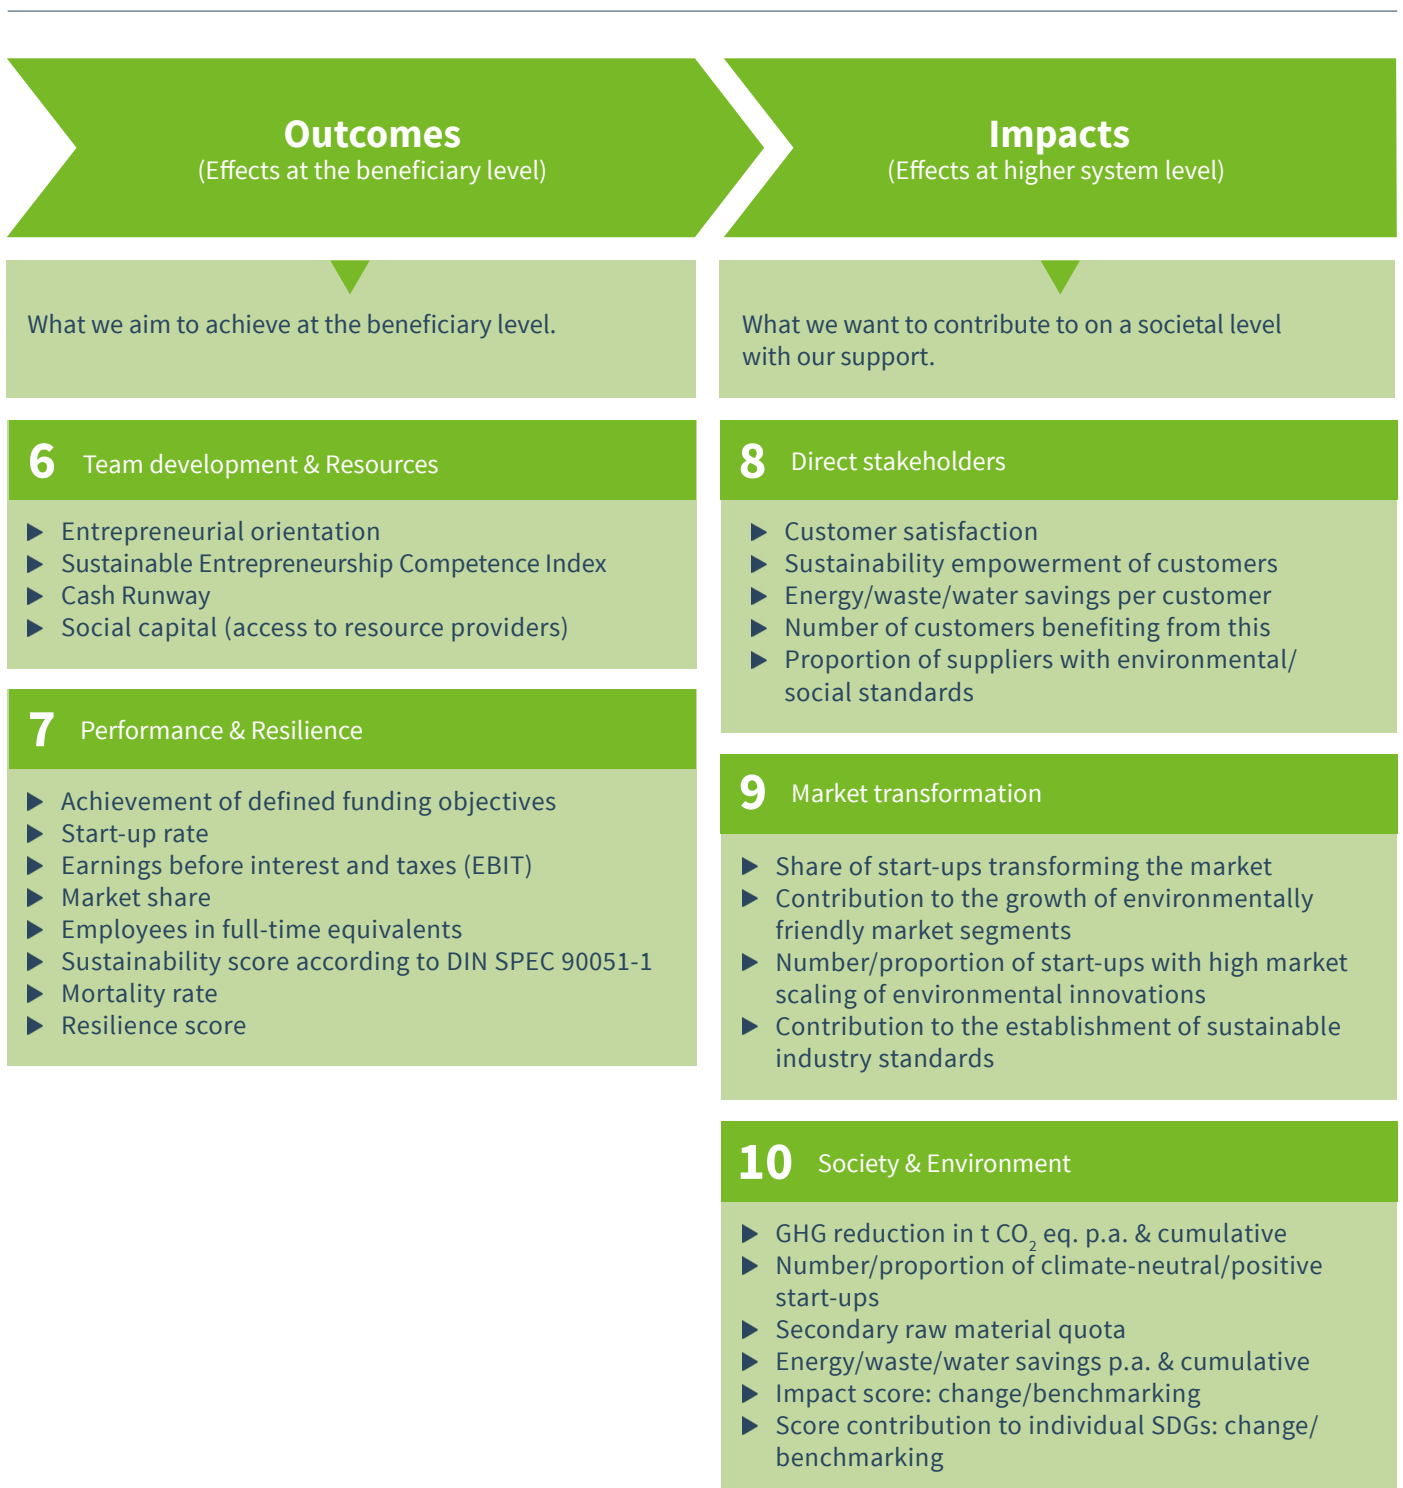 Outcomes
(Effects at the beneficiary level)
What we aim to achieve at the beneficiary level.
6 Team development & Resources
Entrepreneurial orientation
Sustainable Entrepreneurship Competence Index
Cash Runway
Social capital (access to resource providers)
7 Performance & Resilience
Achievement of defined funding objectives
Start-up rate
Earnings before interest and taxes (EBIT)
Market share
Employees in full-time equivalents
Sustainability score according to DIN SPEC 90051-1
Mortality rate
Resilience score
Impacts
(Effects at higher system level)
What we want to contribute to on a societal level
with our support.
8 Direct stakeholders
Customer satisfaction
Sustainability empowerment of customers
Energy/waste/water savings per customer
Number of customers benefiting from this
Proportion of suppliers with environmental/
social standards
9 Market transformation
Share of start-ups transforming the market
Contribution to the growth of environmentally
friendly market segments
Number/proportion of start-ups with high market
scaling of environmental innovations
Contribution to the establishment of sustainable
industry standards
10 Society & Environment
GHG reduction in t CO₂ eq. p.a. & cumulative
Number/proportion of climate-neutral/positive
start-ups
Secondary raw material quota
Energy/waste/water savings p.a. & cumulative
Impact score: change/benchmarking
Score contribution to individual SDGs: change/
benchmarking